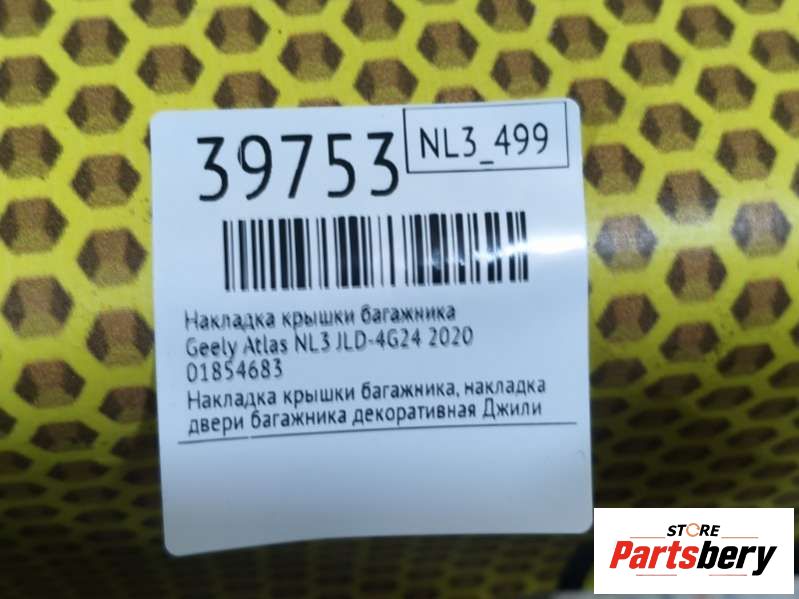 39753
NL3_499
Накладка крышки багажника
Geely Atlas NL3 JLD-4G24 2020
01854683
Накладка крышки багажника, накладка
двери багажника декоративная Джили
STORE
Partsbery